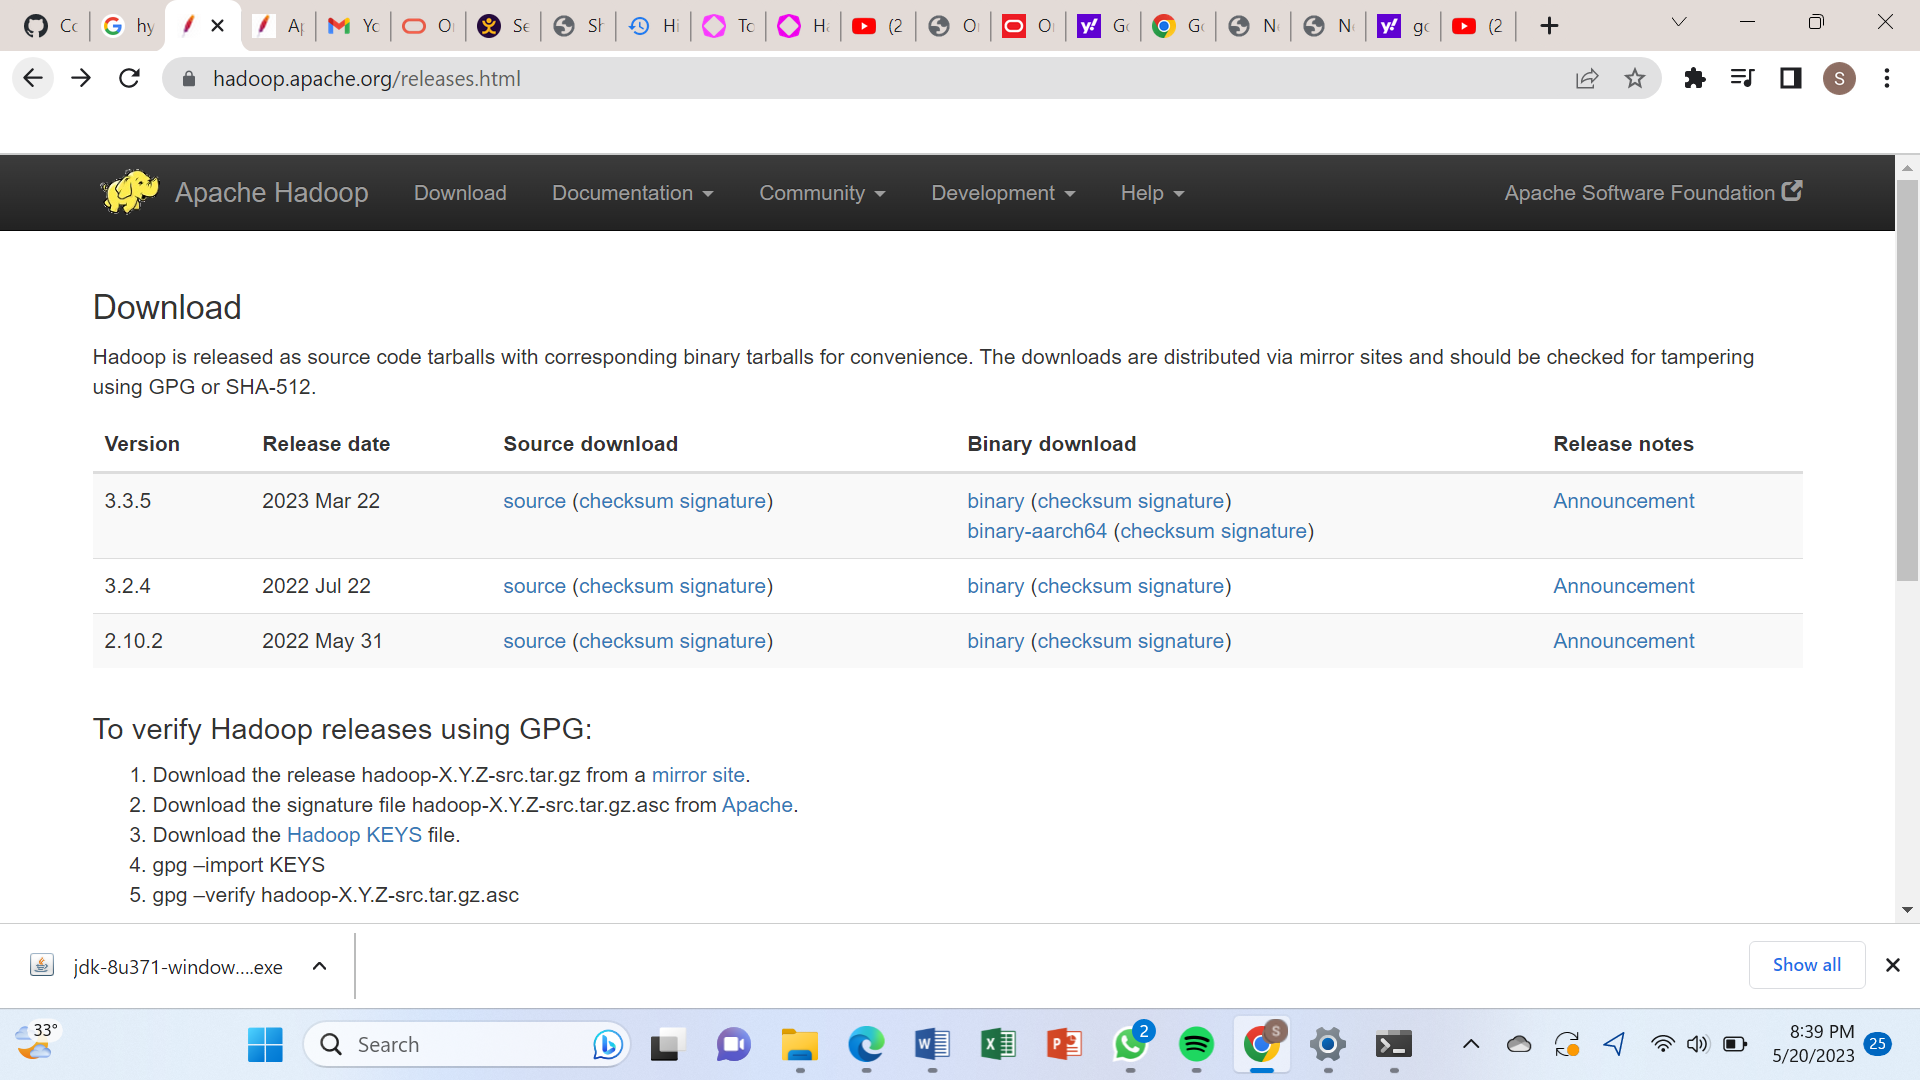 Cc
hy
Ap
Yo
O
Se
Sh
Hi
To
Ha
(2
O
O
Go
Go
N
N
gc
(2
hadoop.apache.org/releases.html
S
Apache Hadoop
Download
Documentation
Community
Development
Help
Apache Software Foundation
Download
Hadoop is released as source code tarballs with corresponding binary tarballs for convenience. The downloads are distributed via mirror sites and should be checked for tampering
using GPG or SHA-512.
Version Release date Source download Binary download Release notes
3.3.5 2023 Mar 22 source (checksum signature) binary (checksum signature) Announcement
binary-aarch64 (checksum signature)
3.2.4 2022 Jul 22 source (checksum signature) binary (checksum signature) Announcement
2.10.2 2022 May 31 source (checksum signature) binary (checksum signature) Announcement
To verify Hadoop releases using GPG:
1. Download the release hadoop-X.Y.Z-src.tar.gz from a mirror site.
2. Download the signature file hadoop-X.Y.Z-src.tar.gz.asc from Apache.
3. Download the Hadoop KEYS file.
4. gpg –import KEYS
5. gpg –verify hadoop-X.Y.Z-src.tar.gz.asc
jdk-8u371-window....exe
Show all
33°
Search
2
S
8:39 PM
5/20/2023
25